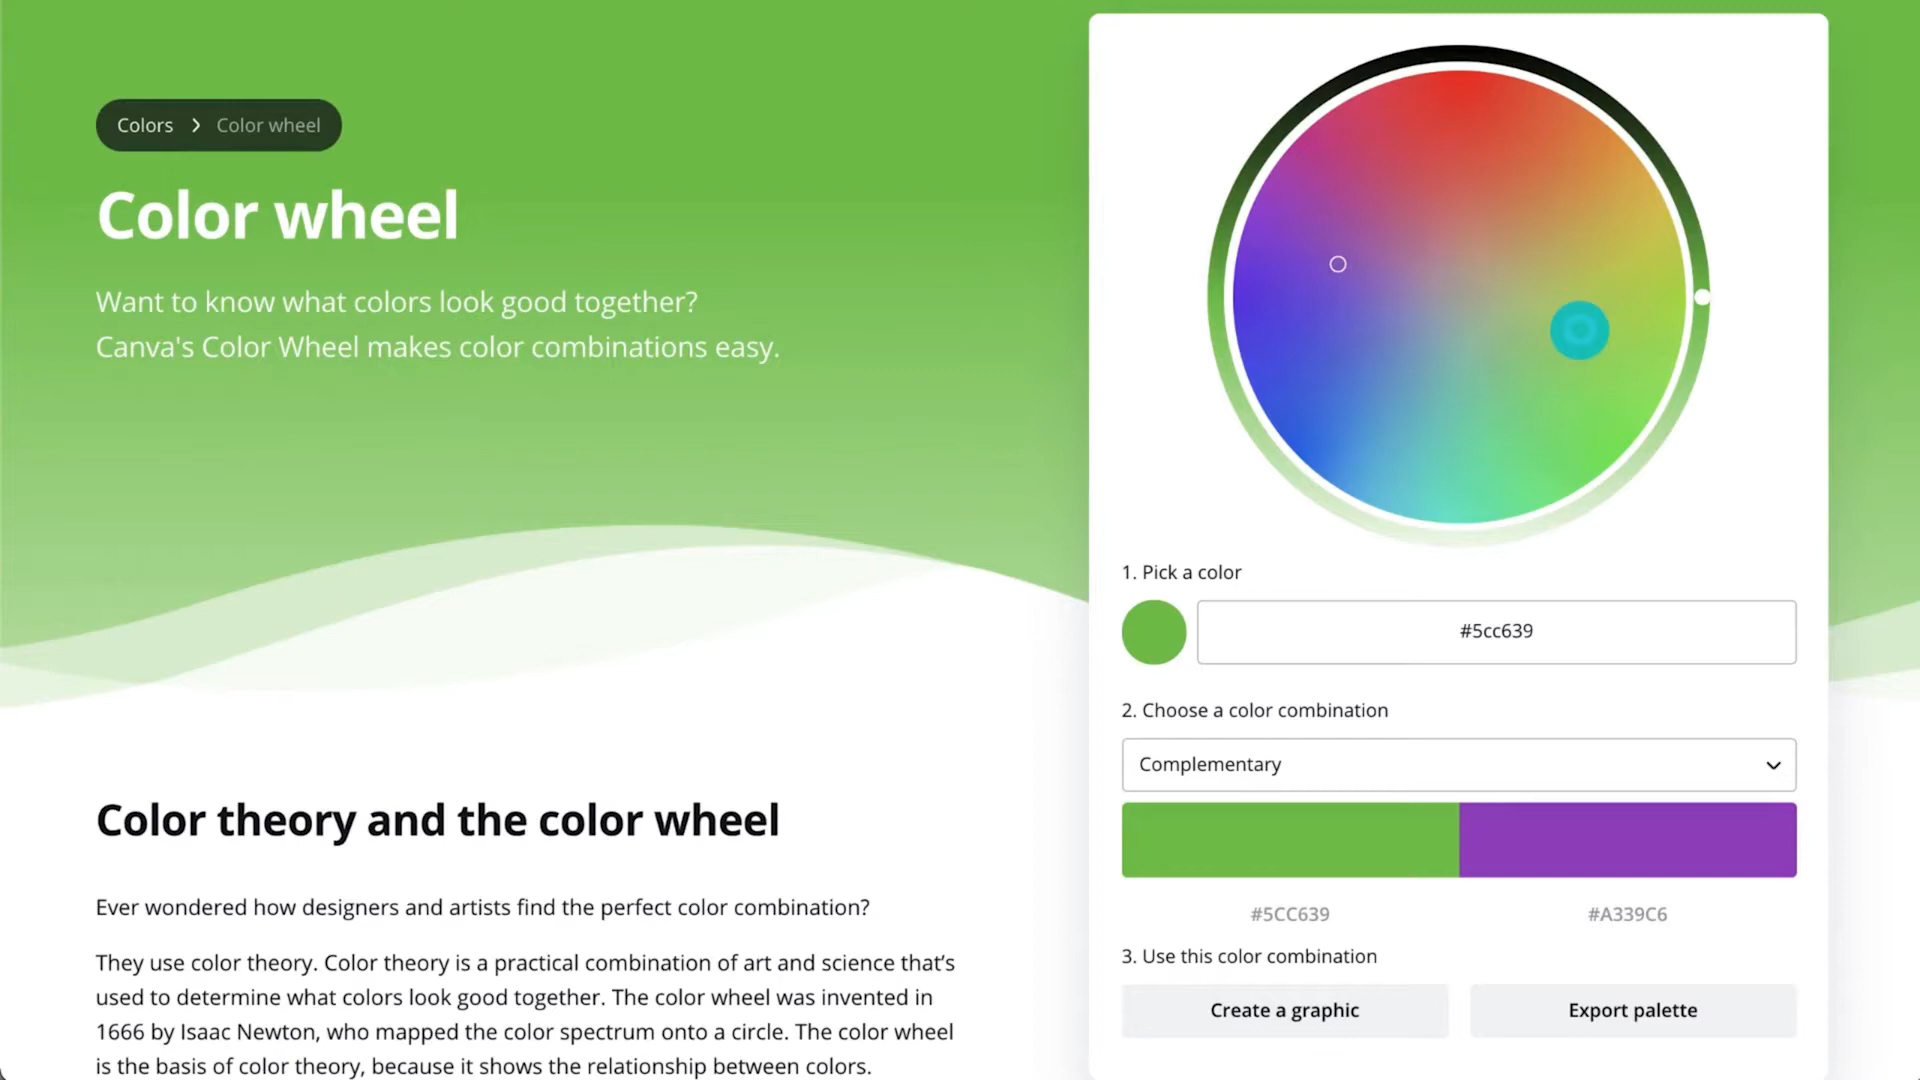 Colors > Color wheel
Color wheel
Want to know what colors look good together?
Canva's Color Wheel makes color combinations easy.
Color theory and the color wheel
Ever wondered how designers and artists find the perfect color combination?
They use color theory. Color theory is a practical combination of art and science that’s
used to determine what colors look good together. The color wheel was invented in
1666 by Isaac Newton, who mapped the color spectrum onto a circle. The color wheel
is the basis of color theory, because it shows the relationship between colors.
1. Pick a color
#5cc639
2. Choose a color combination
Complementary
#5CC639 #A339C6
3. Use this color combination
Create a graphic Export palette